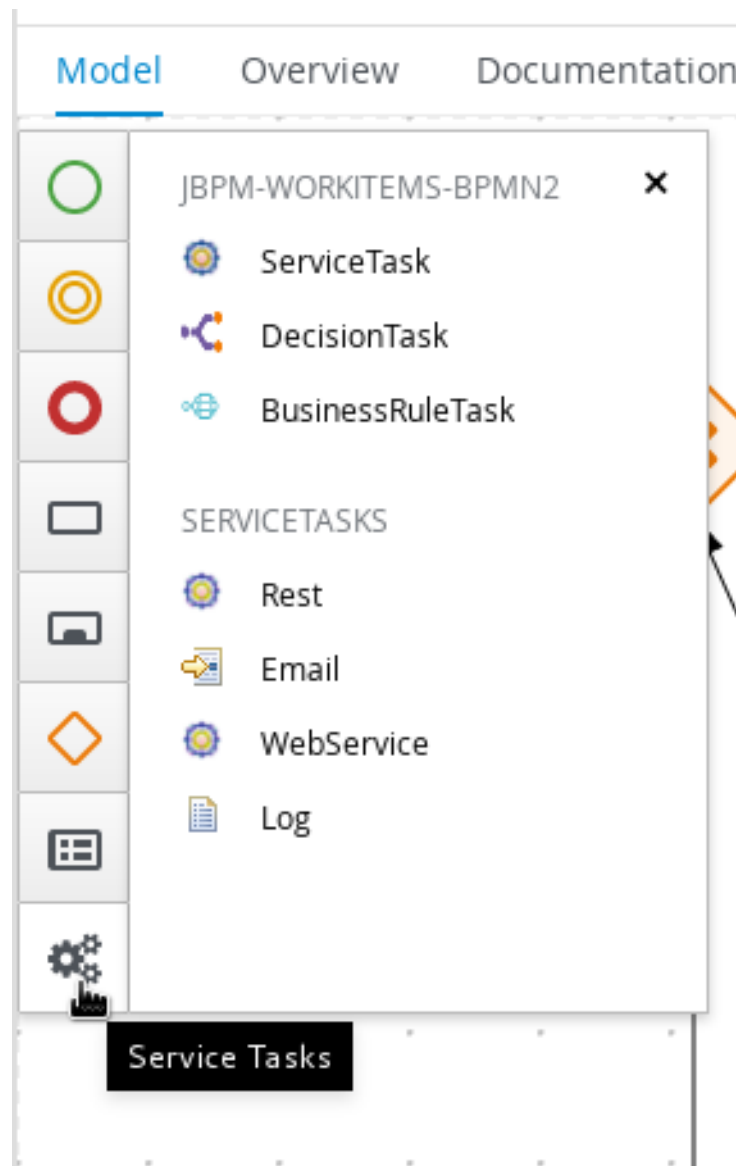 Model Overview Documentation
JBPM-WORKITEMS-BPMN2
ServiceTask
DecisionTask
BusinessRuleTask
SERVICETASKS
Rest
Email
WebService
Log
Service Tasks